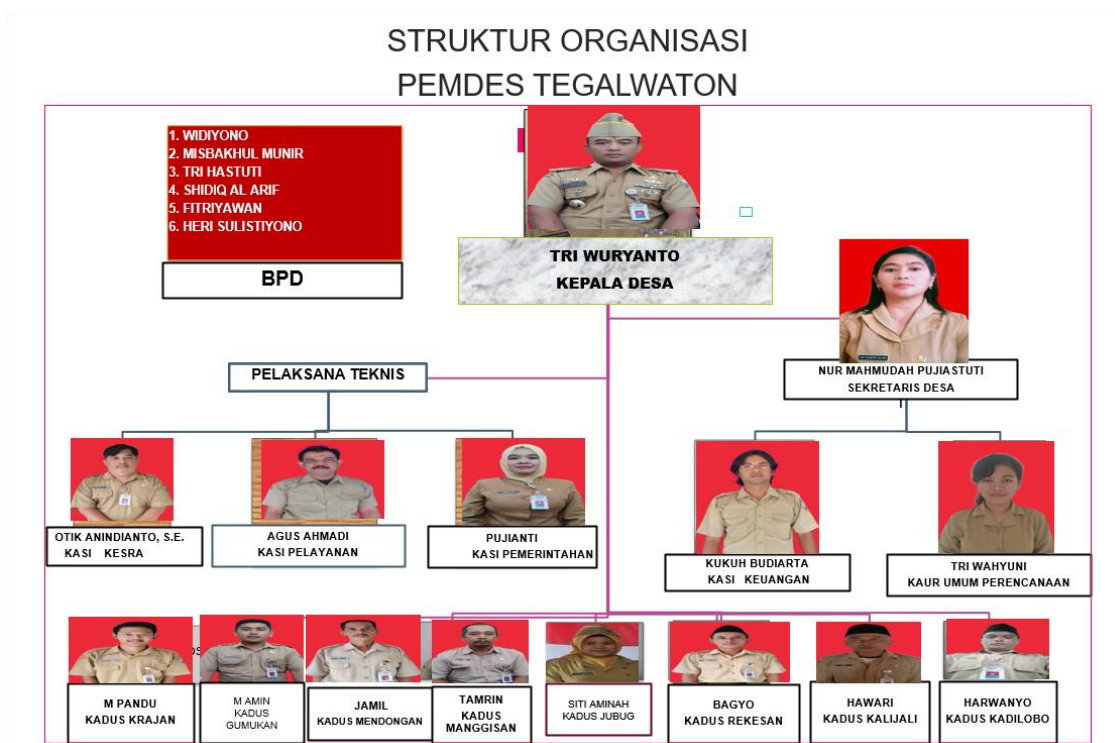 STRUKTUR ORGANISASI
PEMDES TEGALWATON
1. WIDIYONO
2. MISBAKHUL MUNIR
3. TRI HASTUTI
4. SHIDIQ AL ARIF
5. FITRIYAWAN
6. HERI SULISTIYONO
BPD
TRI WURYANTO
KEPALA DESA
NUR MAHMUDAH PUJIASTUTI
SEKRETARIS DESA
PELAKSANA TEKNIS
OTIK ANINDIANTO, S.E.
KASI KESRA
AGUS AHMADI
KASI PELAYANAN
PUJIANTI
KASI PEMERINTAHAN
KUKUH BUDIARTA
KASI KEUANGAN
TRI WAHYUNI
KAUR UMUM PERENCANAAN
M PANDU
KADUS KRAJAN
M AMIN
KADUS
GUMUKAN
JAMIL
KADUS MENDONGAN
TAMRIN
KADUS
MANGGISAN
SITI AMINAH
KADUS JUBUG
BAGYO
KADUS REKESAN
HAWARI
KADUS KALIJALI
HARWANYO
KADUS KADILOBO